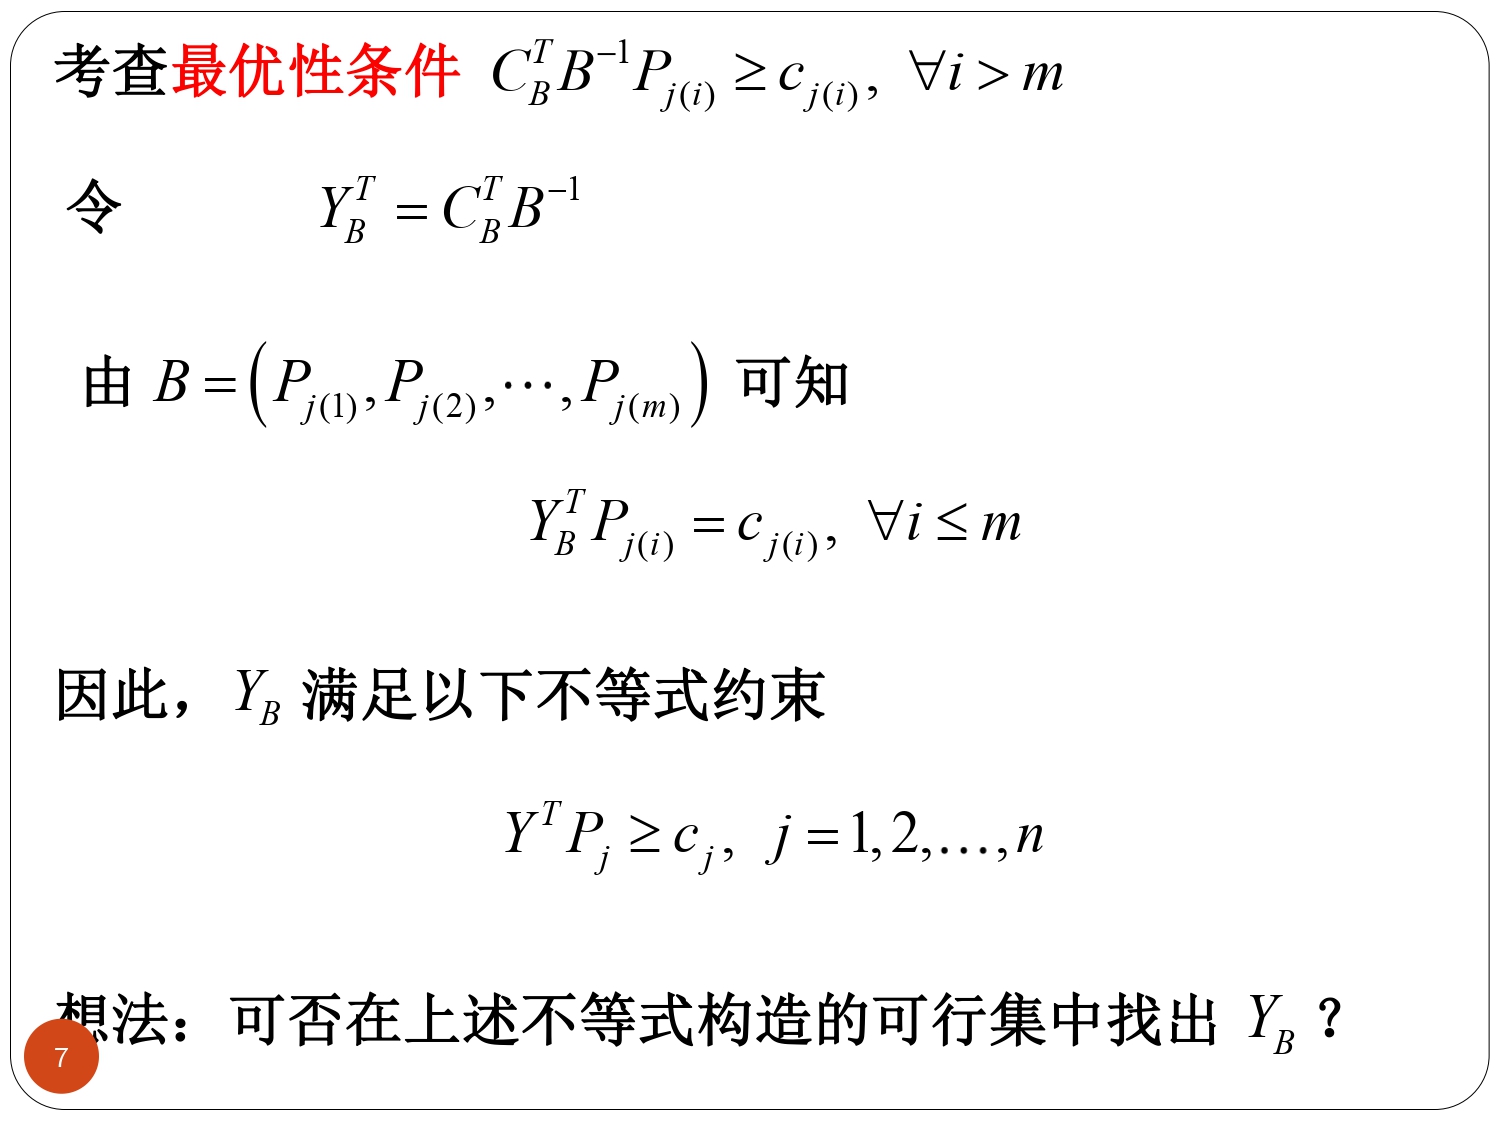 考查最优性条件 $C_B^T B^{-1} P_{j(i)} \geq c_{j(i)}, \ \forall i > m$
令 $Y_B^T = C_B^T B^{-1}$
由 $B = \left( P_{j(1)}, P_{j(2)}, \cdots, P_{j(m)} \right)$ 可知
$Y_B^T P_{j(i)} = c_{j(i)}, \ \forall i \leq m$
因此，$Y_B$ 满足以下不等式约束
$Y^T P_j \geq c_j, \ j = 1, 2, \ldots, n$
想法：可否在上述不等式构造的可行集中找出 $Y_B$ ？
7